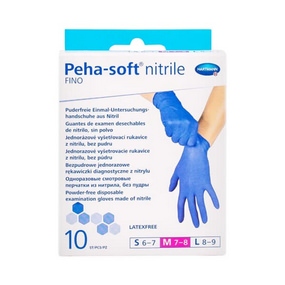 Peha-soft® nitrile
FINO
HARTMANN
Puderfreie Einmal-Untersuchungs-
handschuhe aus Nitril
Guantes de examen desechables
de nitrilo, sin polvo
Jednorázové vyšetřovací rukavice
z nitrilu, bez pudru
Jednorazové vyšetrovacie rukavice
z nitrilu, bez púdru
Bezpudrowe jednorazowe
rękawiczki diagnostyczne z nitrylu
Одноразовые смотровые
перчатки из нитрила, без пудры
Powder-free disposable
examination gloves made of nitrile
LATEXFREE
10
ST/PCS/PZ
S 6–7 M 7–8 L 8–9